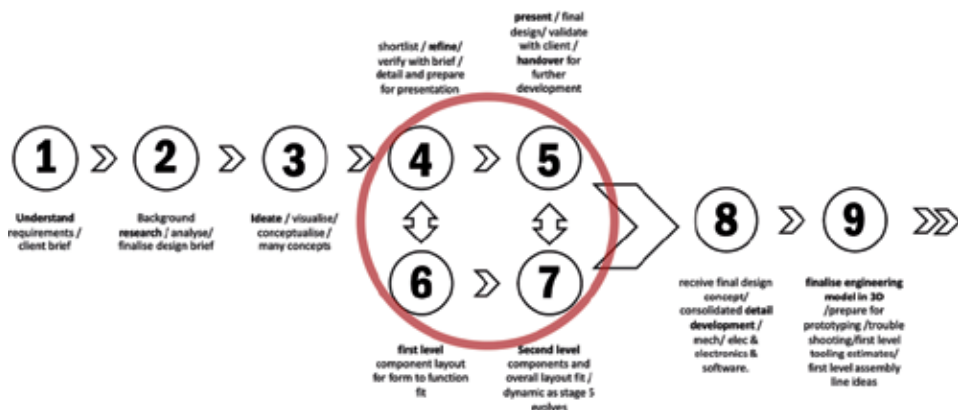 1
Understand
requirements /
client brief
2
Background
research / analyse/
finalise design brief
3
Ideate / visualise/
conceptualise /
many concepts
shortlist / refine/
verify with brief /
detail and prepare
for presentation
4
present / final
design/ validate
with client /
handover for
further
development
5
6
first level
component layout
for form to function
fit
7
Second level
components and
overall layout fit /
dynamic as stage 5
evolves
8
receive final design
concept/
consolidated detail
development /
mech/ elec &
electronics &
software.
9
finalise engineering
model in 3D
/prepare for
prototyping /trouble
shooting/first level
tooling estimates/
first level assembly
line ideas